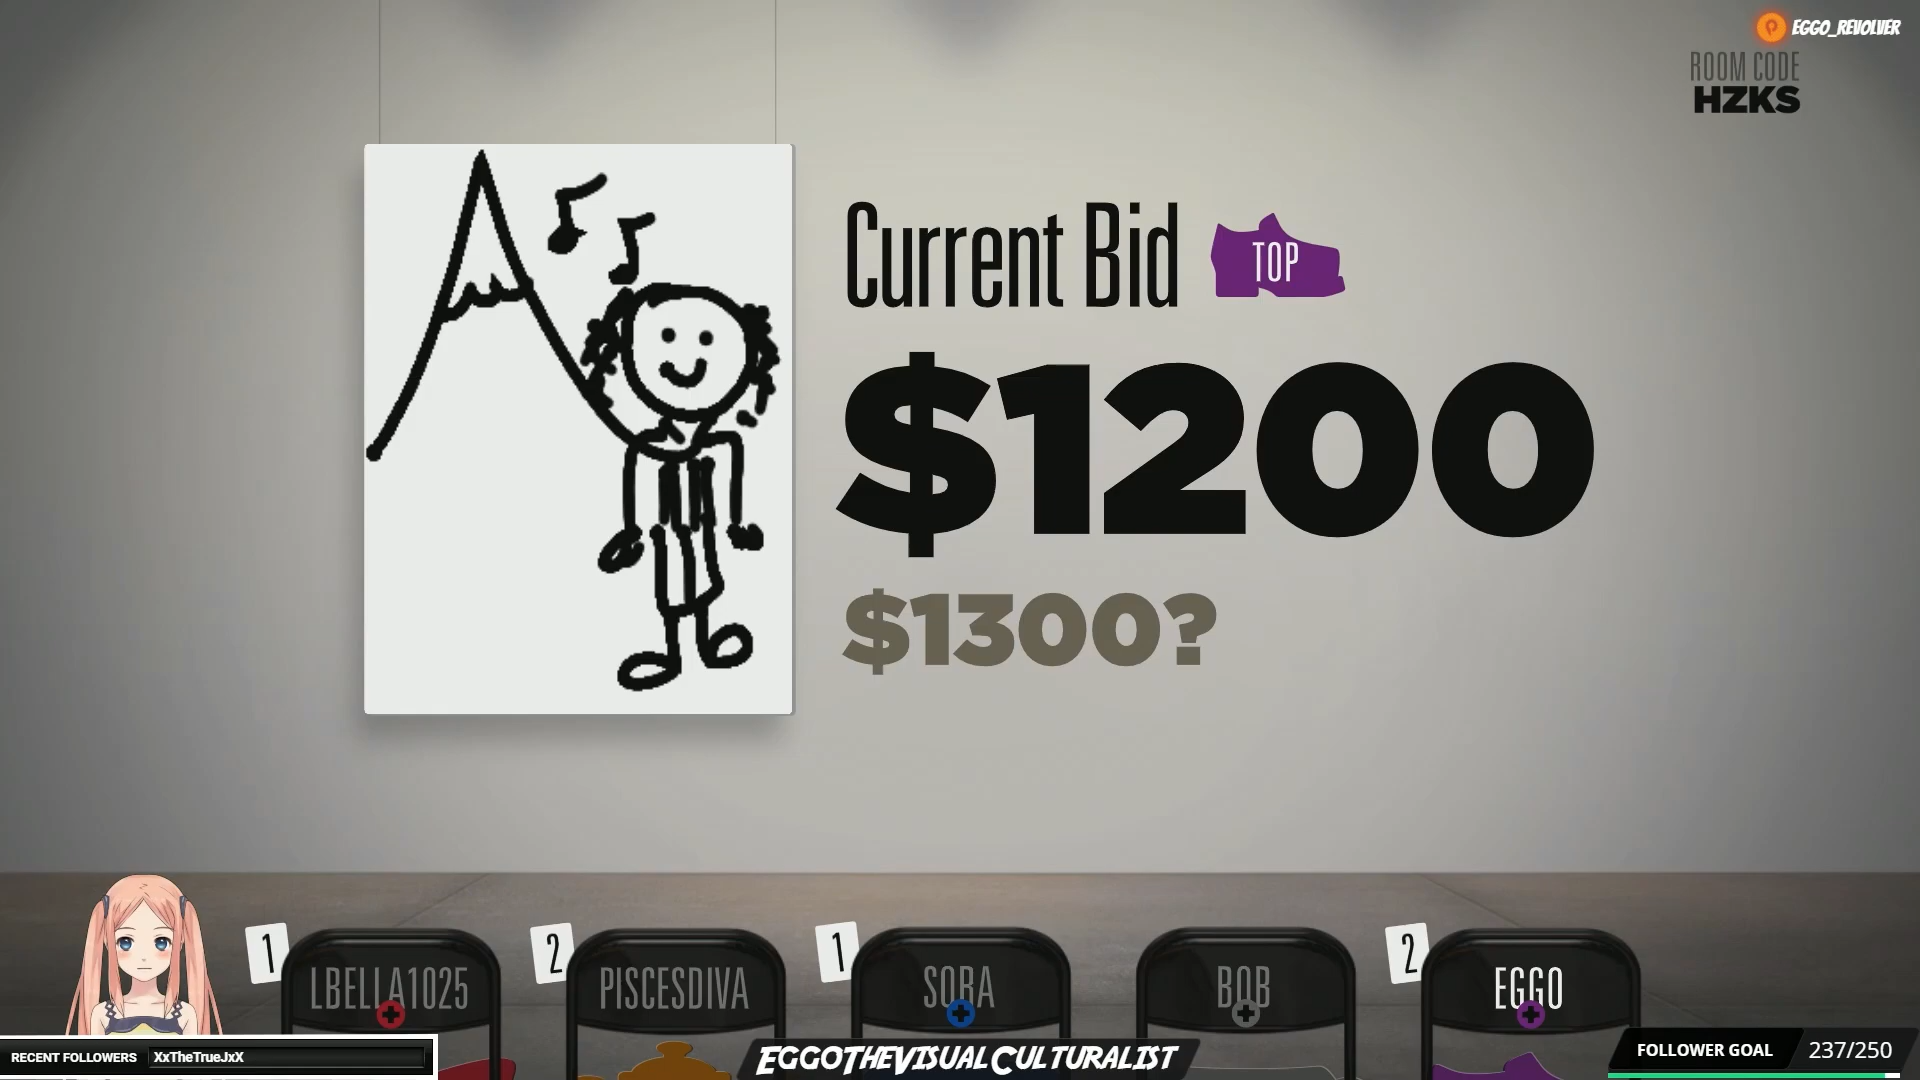 EGGO_REVOLVER
ROOM CODE
HZKS
Current Bid
TOP
$1200
$1300?
1
LBELLA1025
2
PISCESDIVA
1
SORA
BOB
2
EGGO
RECENT FOLLOWERS XxTheTrueJxX
EGGOTHEVISUALCULTURALIST
FOLLOWER GOAL 237/250